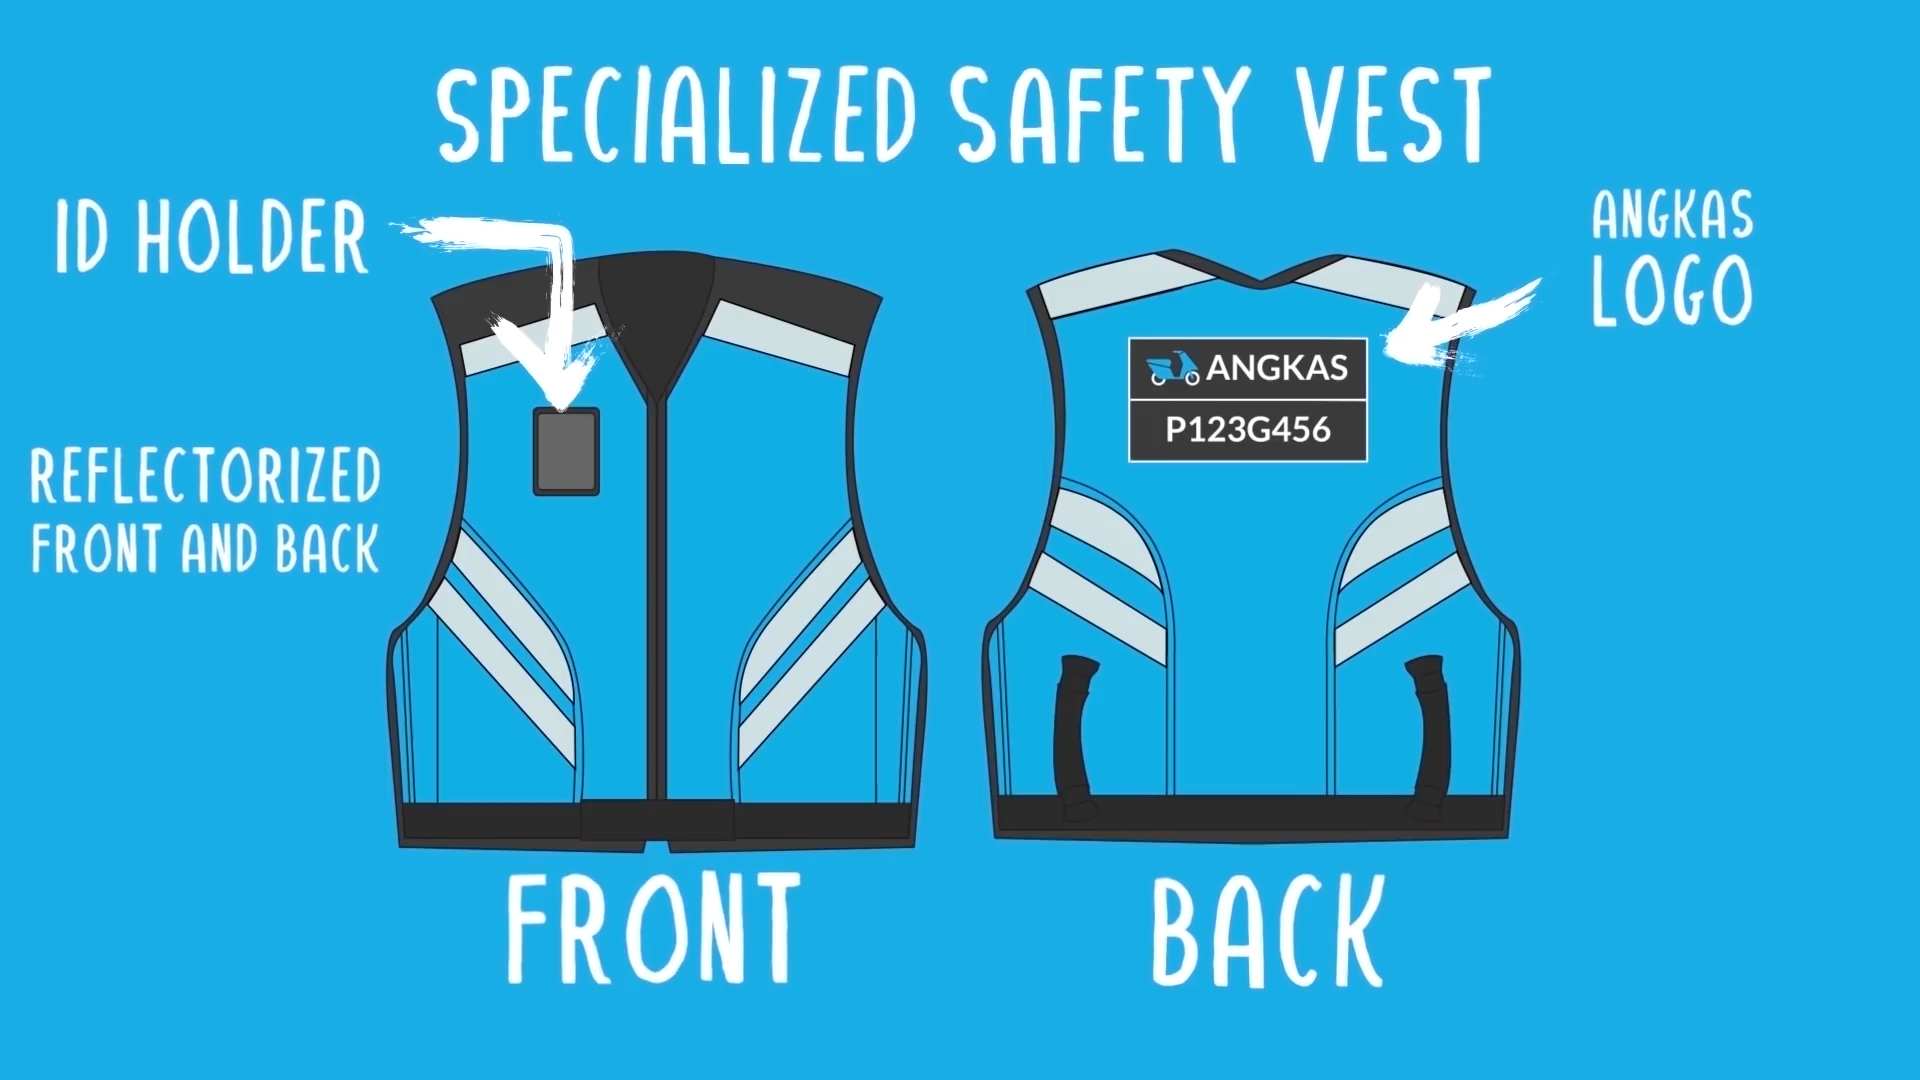 SPECIALIZED SAFETY VEST
ID HOLDER
REFLECTORIZED
FRONT AND BACK
ANGKAS
LOGO
ANGKAS
P123G456
FRONT
BACK